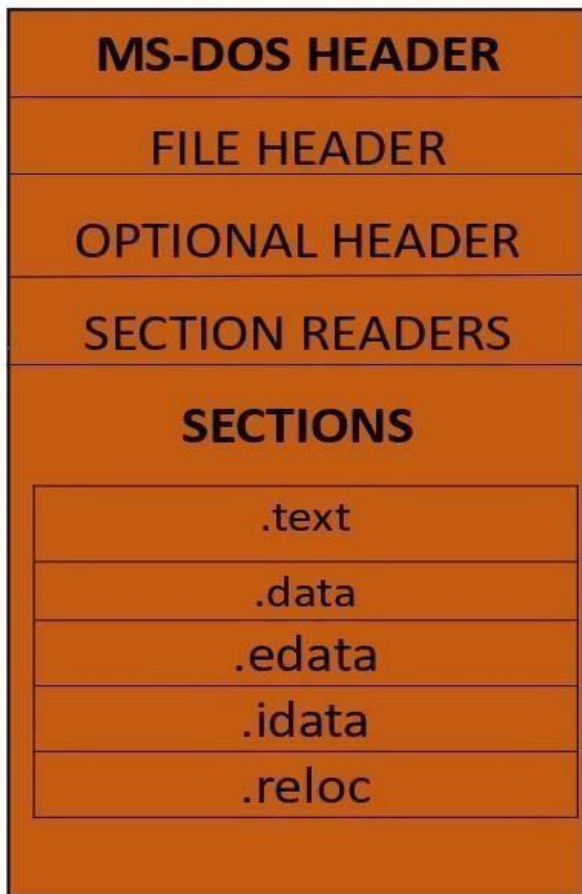 MS-DOS HEADER
FILE HEADER
OPTIONAL HEADER
SECTION READERS
SECTIONS
.text
.data
.edata
.idata
.reloc